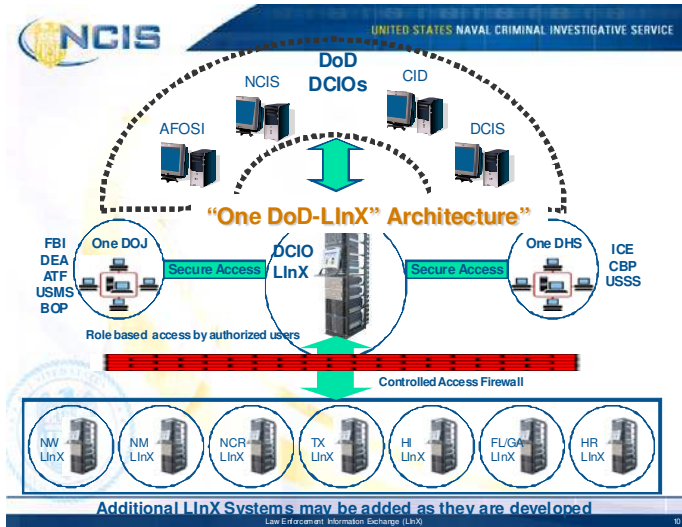 NCIS
UNITED STATES NAVAL CRIMINAL INVESTIGATIVE SERVICE
DoD
DCIOs
NCIS
CID
AFOSI
DCIS
“One DoD-LInX” Architecture”
FBI
DEA
ATF
USMS
BOP
One DOJ
Secure Access
DCIO
LInX
Secure Access
One DHS
ICE
CBP
USSS
Role based access by authorized users
Controlled Access Firewall
NW
LInX
NM
LInX
NCR
LInX
TX
LInX
HI
LInX
FL/GA
LInX
HR
LInX
Additional LInX Systems may be added as they are developed
Law Enforcement Information Exchange (LInX)
10